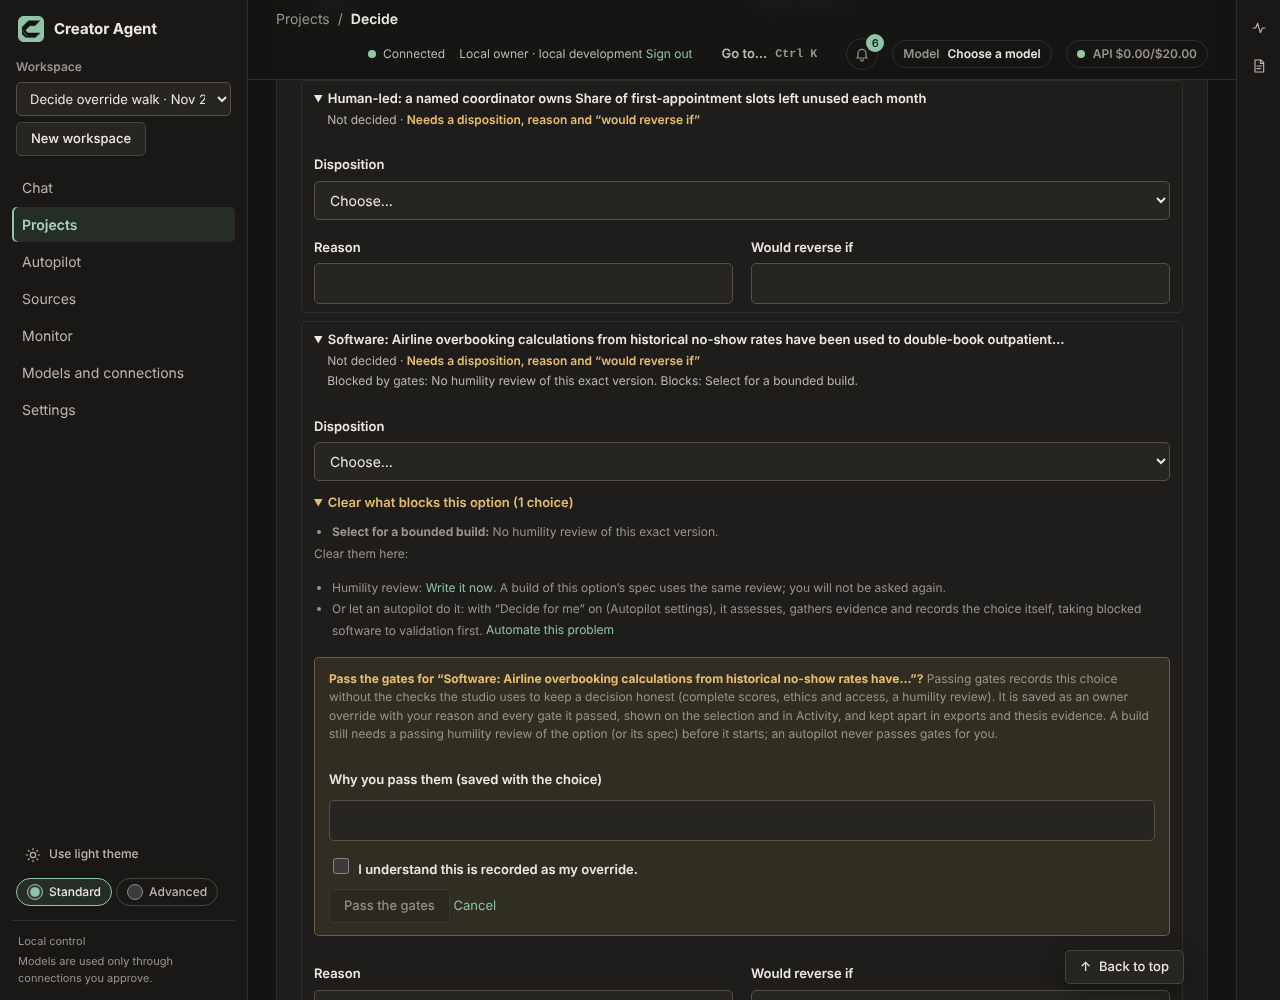 Creator Agent
Workspace
Decide override walk · Nov 2
New workspace
Chat
Projects
Autopilot
Sources
Monitor
Models and connections
Settings
Use light theme
Standard
Advanced
Local control
Models are used only through
connections you approve.
Projects / Decide
Connected
Local owner · local development Sign out
Go to... Ctrl K
6
Model Choose a model
API $0.00/$20.00
Human-led: a named coordinator owns Share of first-appointment slots left unused each month
Not decided · Needs a disposition, reason and “would reverse if”
Disposition
Choose...
Reason
Would reverse if
Software: Airline overbooking calculations from historical no-show rates have been used to double-book outpatient...
Not decided · Needs a disposition, reason and “would reverse if”
Blocked by gates: No humility review of this exact version. Blocks: Select for a bounded build.
Disposition
Choose...
Clear what blocks this option (1 choice)
• Select for a bounded build: No humility review of this exact version.
Clear them here:
• Humility review: Write it now. A build of this option’s spec uses the same review; you will not be asked again.
• Or let an autopilot do it: with “Decide for me” on (Autopilot settings), it assesses, gathers evidence and records the choice itself, taking blocked
software to validation first. Automate this problem
Pass the gates for “Software: Airline overbooking calculations from historical no-show rates have...”? Passing gates records this choice
without the checks the studio uses to keep a decision honest (complete scores, ethics and access, a humility review). It is saved as an owner
override with your reason and every gate it passed, shown on the selection and in Activity, and kept apart in exports and thesis evidence. A build
still needs a passing humility review of the option (or its spec) before it starts; an autopilot never passes gates for you.
Why you pass them (saved with the choice)
I understand this is recorded as my override.
Pass the gates
Cancel
Reason
Would reverse if
↑ Back to top